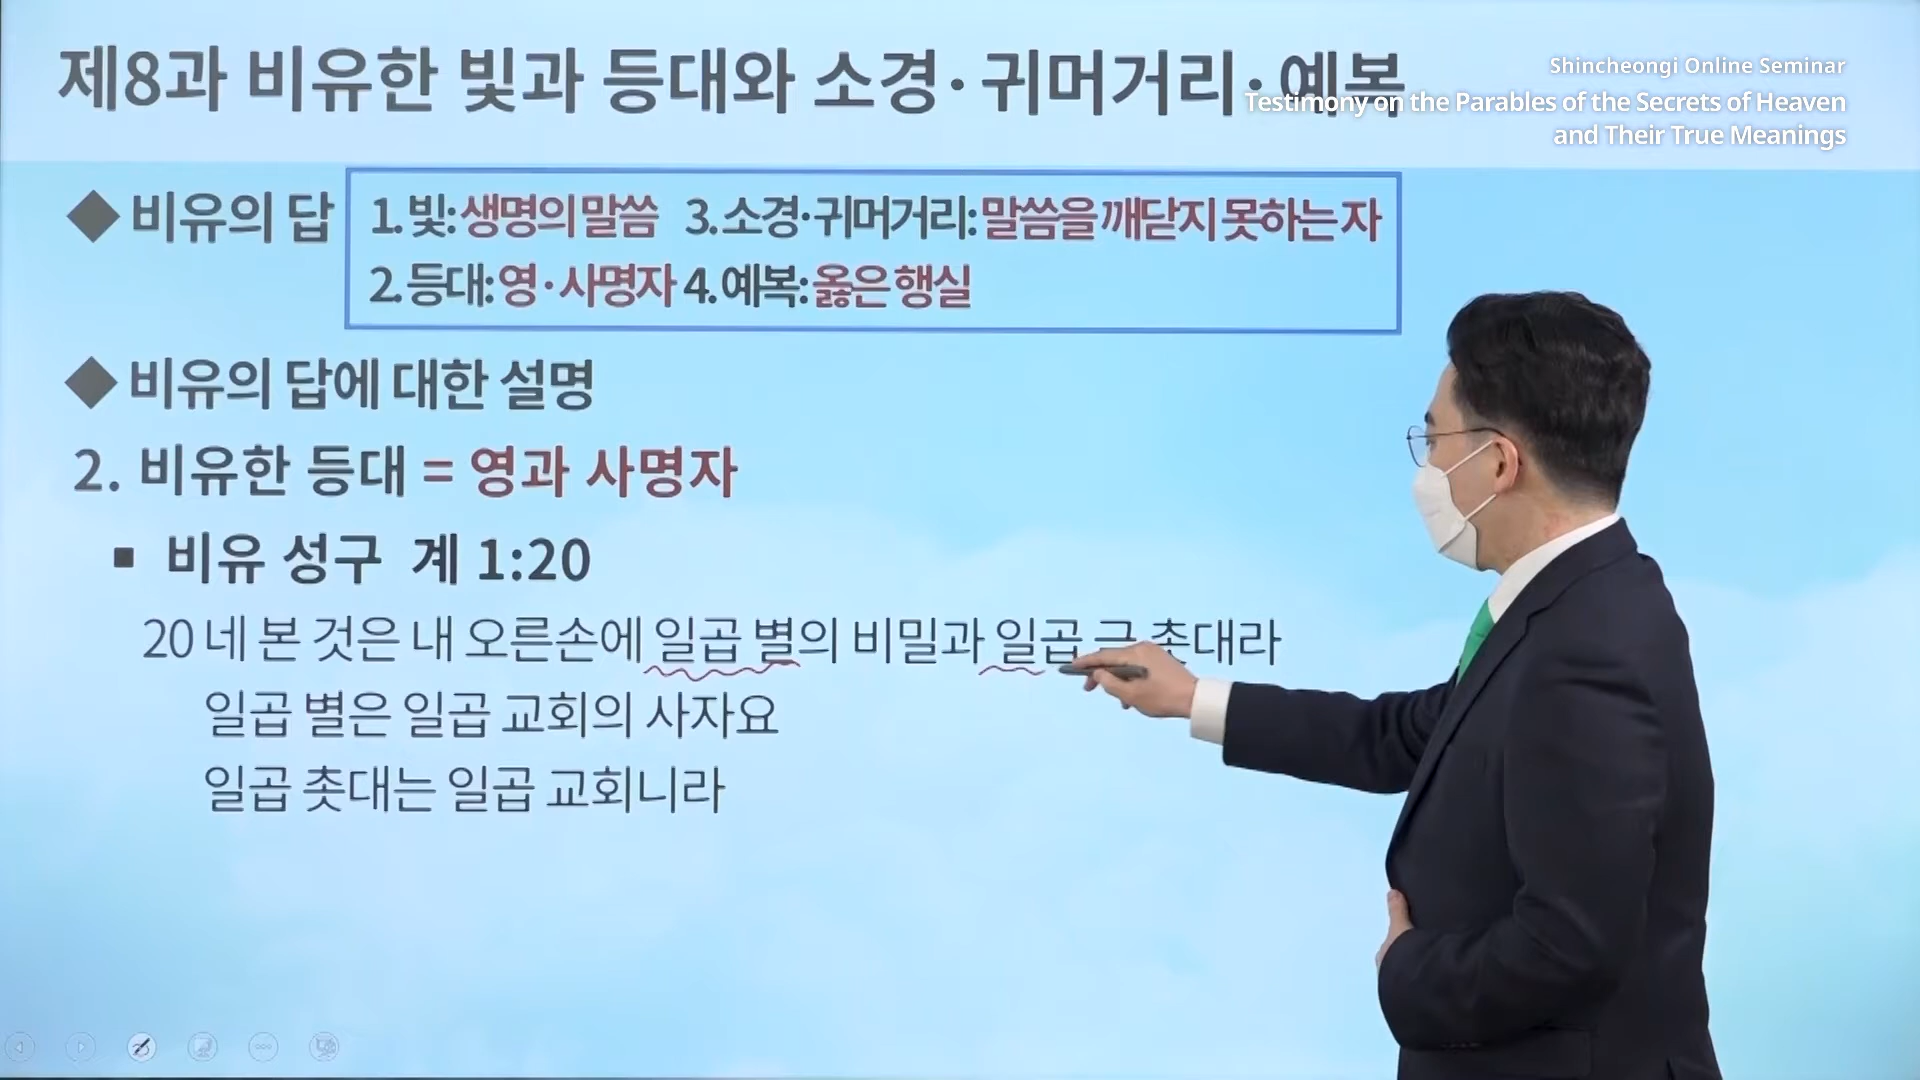 제8과 비유한 빛과 등대와 소경·귀머거리·예복
Shincheongi Online Seminar
Testimony on the Parables of the Secrets of Heaven
and Their True Meanings
◆ 비유의 답
1. 빛: 생명의 말씀 3. 소경·귀머거리: 말씀을 깨닫지 못하는 자
2. 등대: 영·사명자 4. 예복: 옳은 행실
◆ 비유의 답에 대한 설명
2. 비유한 등대 = 영과 사명자
▪ 비유 성구 계 1:20
20 네 본 것은 내 오른손에 일곱 별의 비밀과 일곱 금 촛대라
일곱 별은 일곱 교회의 사자요
일곱 촛대는 일곱 교회니라